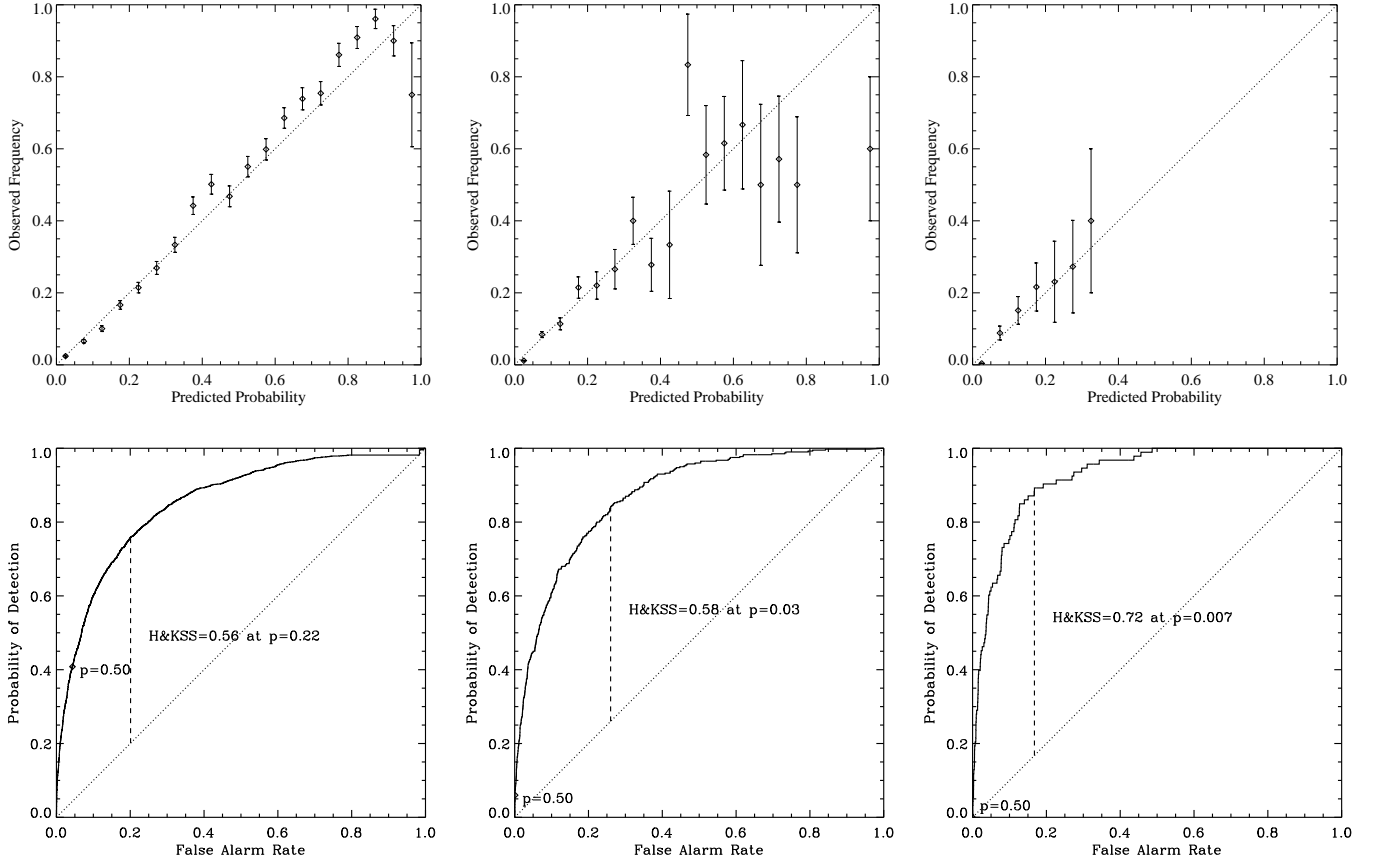 1.0
0.8
0.6
0.4
0.2
0.0
Observed Frequency
0.0 0.2 0.4 0.6 0.8 1.0
Predicted Probability
1.0
0.8
0.6
0.4
0.2
0.0
Observed Frequency
0.0 0.2 0.4 0.6 0.8 1.0
Predicted Probability
1.0
0.8
0.6
0.4
0.2
0.0
Observed Frequency
0.0 0.2 0.4 0.6 0.8 1.0
Predicted Probability
1.0
0.8
0.6
0.4
0.2
0.0
Probability of Detection
H&KSS=0.56 at p=0.22
p=0.50
0.0 0.2 0.4 0.6 0.8 1.0
False Alarm Rate
1.0
0.8
0.6
0.4
0.2
0.0
Probability of Detection
H&KSS=0.58 at p=0.03
p=0.50
0.0 0.2 0.4 0.6 0.8 1.0
False Alarm Rate
1.0
0.8
0.6
0.4
0.2
0.0
Probability of Detection
H&KSS=0.72 at p=0.007
p=0.50
0.0 0.2 0.4 0.6 0.8 1.0
False Alarm Rate